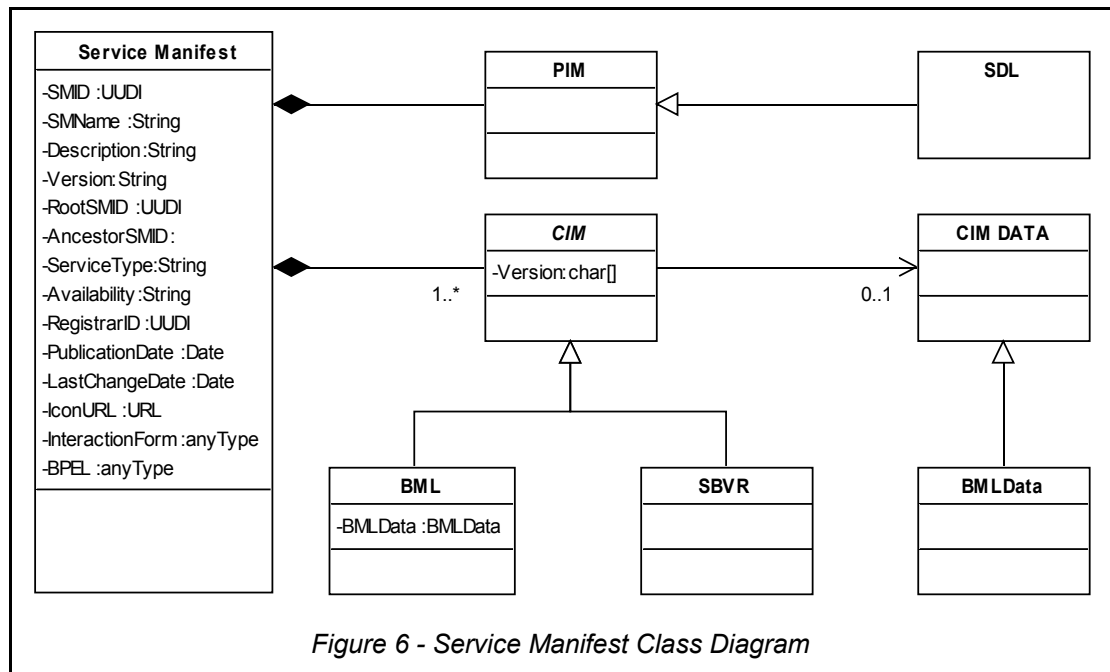 Service Manifest
-SMID :UUDI
-SMName :String
-Description:String
-Version:String
-RootSMID :UUDI
-AncestorSMID:
-ServiceType:String
-Availability:String
-RegistrarID :UUDI
-PublicationDate :Date
-LastChangeDate :Date
-IconURL :URL
-InteractionForm :anyType
-BPEL :anyType
PIM
SDL
CIM
-Version:char[]
1..*
CIM DATA
0..1
BML
-BMLData :BMLData
SBVR
BMLData
Figure 6 - Service Manifest Class Diagram